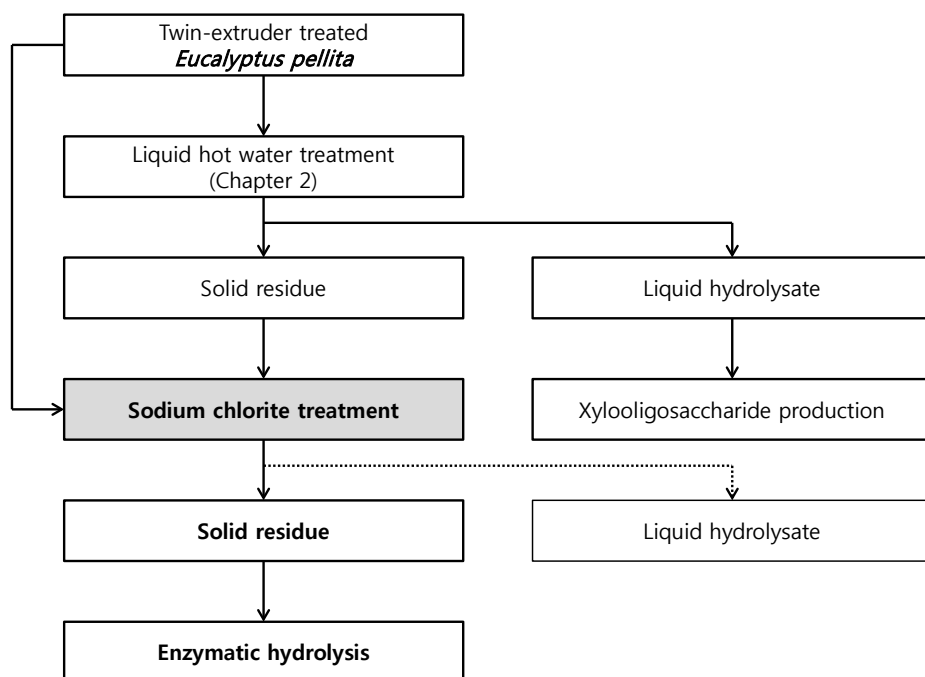 Twin-extruder treated
Eucalyptus pellita
Liquid hot water treatment
(Chapter 2)
Solid residue
Liquid hydrolysate
Sodium chlorite treatment
Xylooligosaccharide production
Solid residue
Liquid hydrolysate
Enzymatic hydrolysis